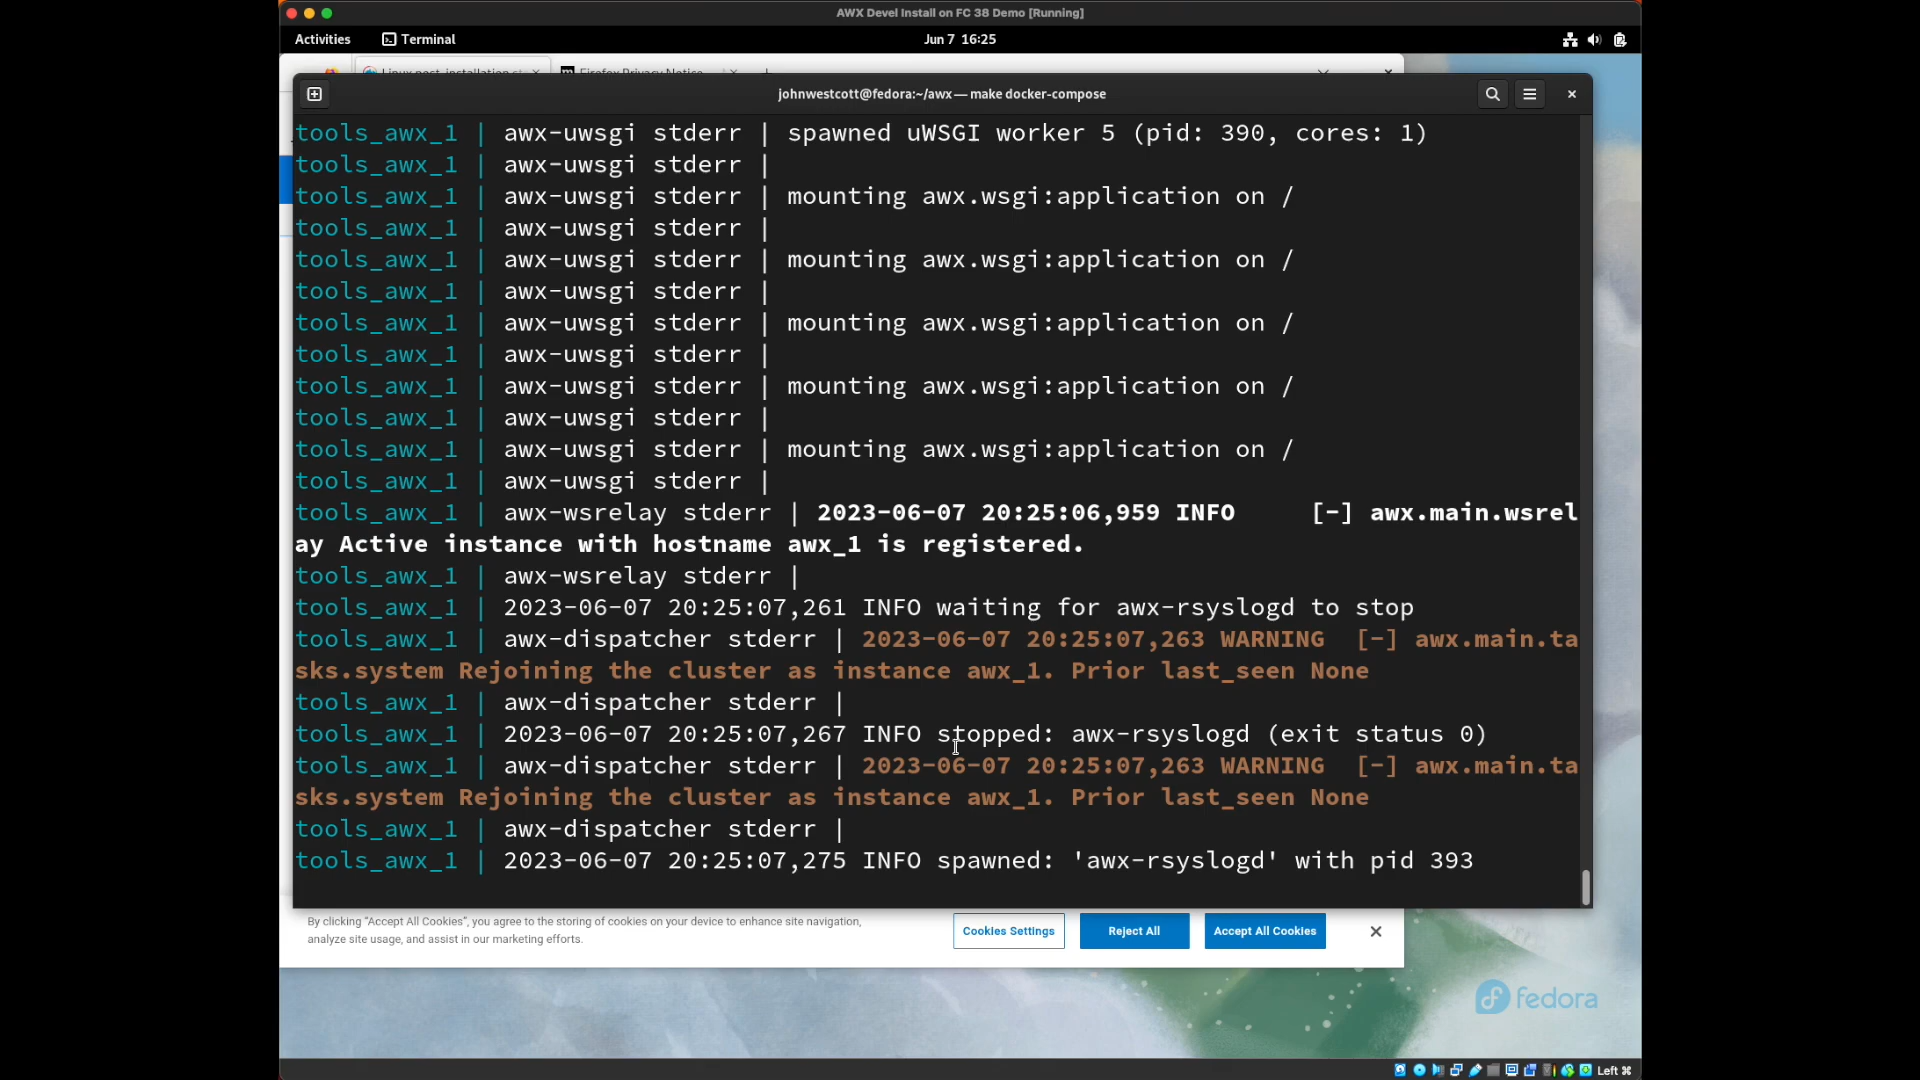 AWX Devel Install on FC 38 Demo [Running]
Activities Terminal Jun 7 16:25
johnwestcott@fedora:~/awx — make docker-compose
tools_awx_1 | awx-uwsgi stderr | spawned uWSGI worker 5 (pid: 390, cores: 1)
tools_awx_1 | awx-uwsgi stderr |
tools_awx_1 | awx-uwsgi stderr | mounting awx.wsgi:application on /
tools_awx_1 | awx-uwsgi stderr |
tools_awx_1 | awx-uwsgi stderr | mounting awx.wsgi:application on /
tools_awx_1 | awx-uwsgi stderr |
tools_awx_1 | awx-uwsgi stderr | mounting awx.wsgi:application on /
tools_awx_1 | awx-uwsgi stderr |
tools_awx_1 | awx-uwsgi stderr | mounting awx.wsgi:application on /
tools_awx_1 | awx-uwsgi stderr |
tools_awx_1 | awx-uwsgi stderr | mounting awx.wsgi:application on /
tools_awx_1 | awx-uwsgi stderr |
tools_awx_1 | awx-wsrelay stderr | 2023-06-07 20:25:06,959 INFO     [-] awx.main.wsrel
ay Active instance with hostname awx_1 is registered.
tools_awx_1 | awx-wsrelay stderr |
tools_awx_1 | 2023-06-07 20:25:07,261 INFO waiting for awx-rsyslogd to stop
tools_awx_1 | awx-dispatcher stderr | 2023-06-07 20:25:07,263 WARNING  [-] awx.main.ta
sks.system Rejoining the cluster as instance awx_1. Prior last_seen None
tools_awx_1 | awx-dispatcher stderr |
tools_awx_1 | 2023-06-07 20:25:07,267 INFO stopped: awx-rsyslogd (exit status 0)
tools_awx_1 | awx-dispatcher stderr | 2023-06-07 20:25:07,263 WARNING  [-] awx.main.ta
sks.system Rejoining the cluster as instance awx_1. Prior last_seen None
tools_awx_1 | awx-dispatcher stderr |
tools_awx_1 | 2023-06-07 20:25:07,275 INFO spawned: 'awx-rsyslogd' with pid 393
By clicking “Accept All Cookies”, you agree to the storing of cookies on your device to enhance site navigation,
analyze site usage, and assist in our marketing efforts.
Cookies Settings
Reject All
Accept All Cookies
fedora
Left ⌘